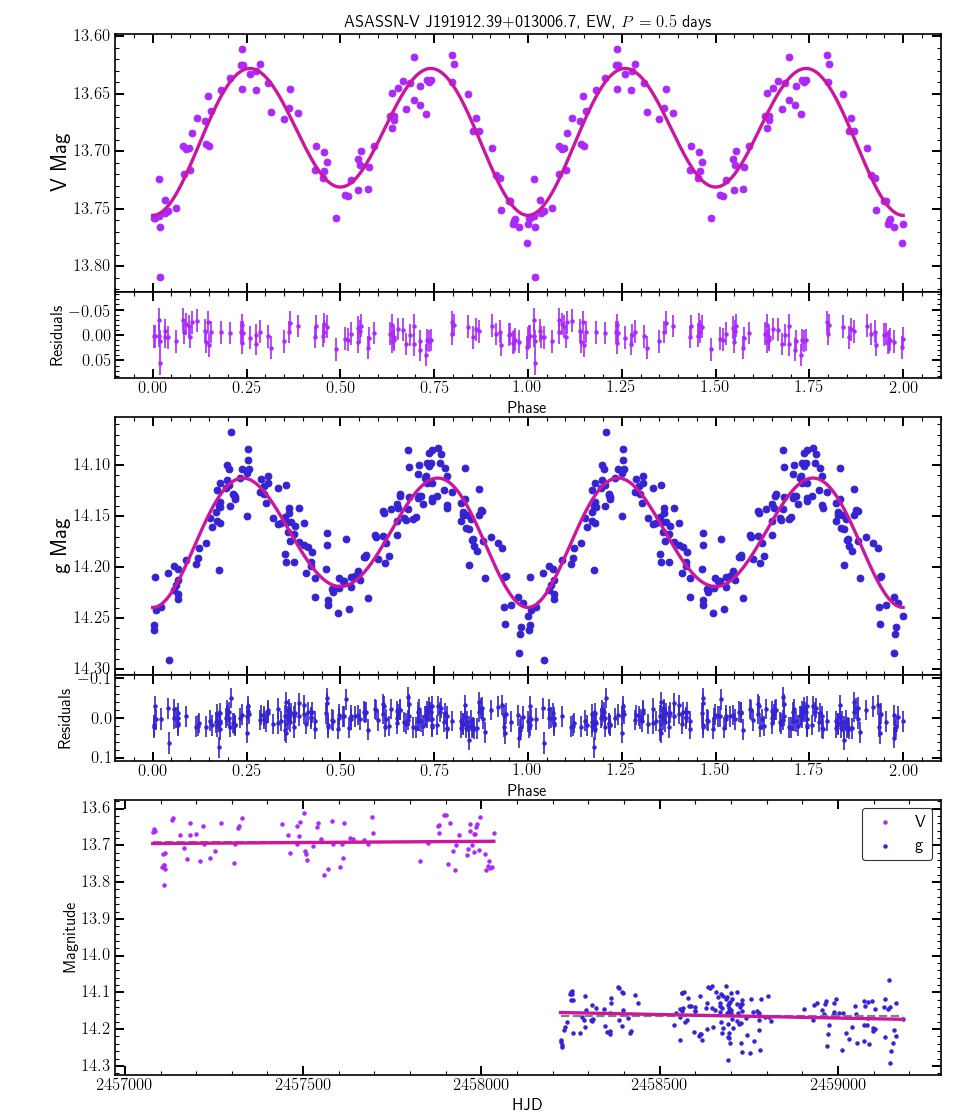 ASASSN-V J191912.39+013006.7, EW, P = 0.5 days
13.60
13.65
13.70
13.75
13.80
V Mag
−0.05
0.00
0.05
Residuals
0.00 0.25 0.50 0.75 1.00 1.25 1.50 1.75 2.00
Phase
14.10
14.15
14.20
14.25
14.30
g Mag
−0.1
0.0
0.1
Residuals
0.00 0.25 0.50 0.75 1.00 1.25 1.50 1.75 2.00
Phase
13.6
13.7
13.8
13.9
14.0
14.1
14.2
14.3
Magnitude
V
g
2457000 2457500 2458000 2458500 2459000
HJD